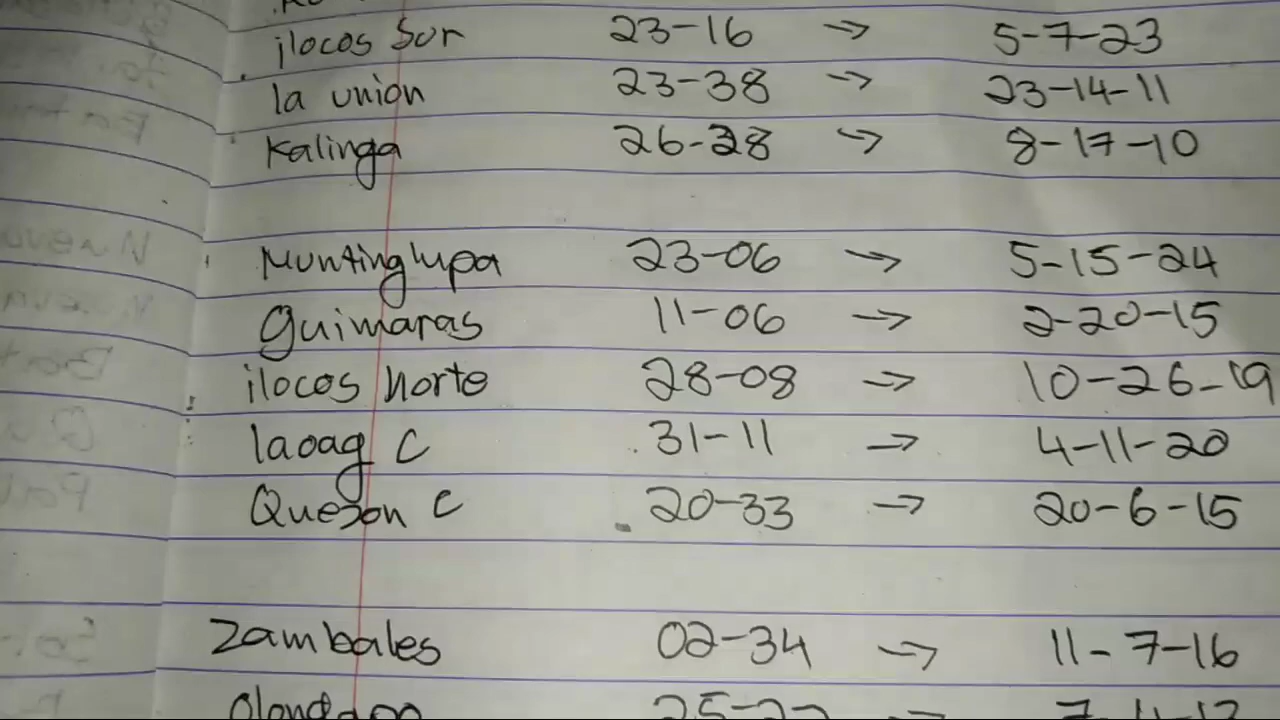 ilocos Sur 23-16 → 5-7-23
la union 23-38 → 23-14-11
Kalinga 26-28 → 8-17-10
Muntinglupa 23-06 → 5-15-24
guimaras 11-06 → 2-20-15
ilocos norte 28-08 → 10-26-19
laoag C 31-11 → 4-11-20
Queson C 20-33 → 20-6-15
Zambales 02-34 → 11-7-16